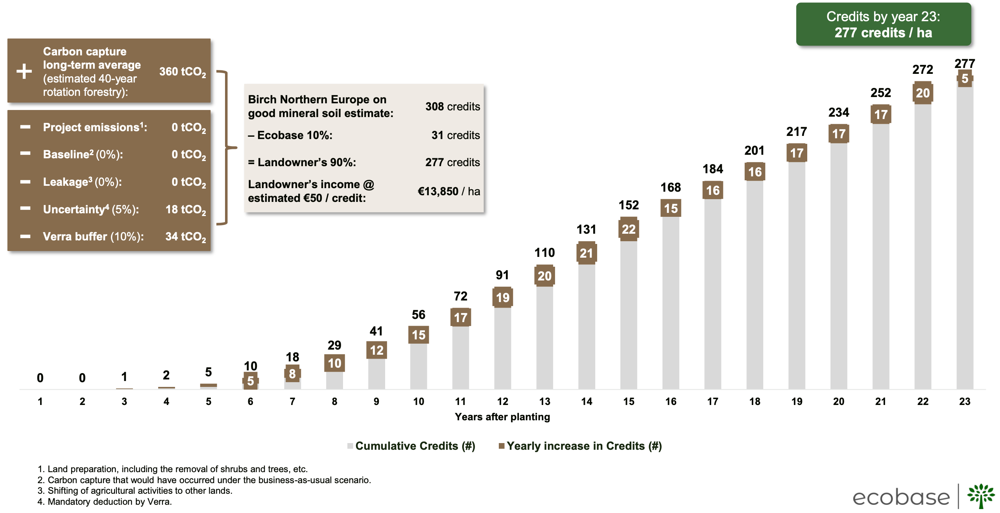 Credits by year 23:
277 credits / ha
+ Carbon capture
long-term average
(estimated 40-year
rotation forestry):
360 tCO₂
– Project emissions¹: 0 tCO₂
– Baseline² (0%): 0 tCO₂
– Leakage³ (0%): 0 tCO₂
– Uncertainty⁴ (5%): 18 tCO₂
– Verra buffer (10%): 34 tCO₂
Birch Northern Europe on
good mineral soil estimate:
308 credits
– Ecobase 10%: 31 credits
= Landowner’s 90%: 277 credits
Landowner’s income @
estimated €50 / credit:
€13,850 / ha
0 0 1 2 5 10 18 29 41 56 72 91 110 131 152 168 184 201 217 234 252 272 277
5 8 10 12 15 17 19 20 21 22 15 16 16 17 17 17 20 5
1 2 3 4 5 6 7 8 9 10 11 12 13 14 15 16 17 18 19 20 21 22 23
Years after planting
Cumulative Credits (#) Yearly increase in Credits (#)
1. Land preparation, including the removal of shrubs and trees, etc.
2. Carbon capture that would have occurred under the business-as-usual scenario.
3. Shifting of agricultural activities to other lands.
4. Mandatory deduction by Verra.
ecobase